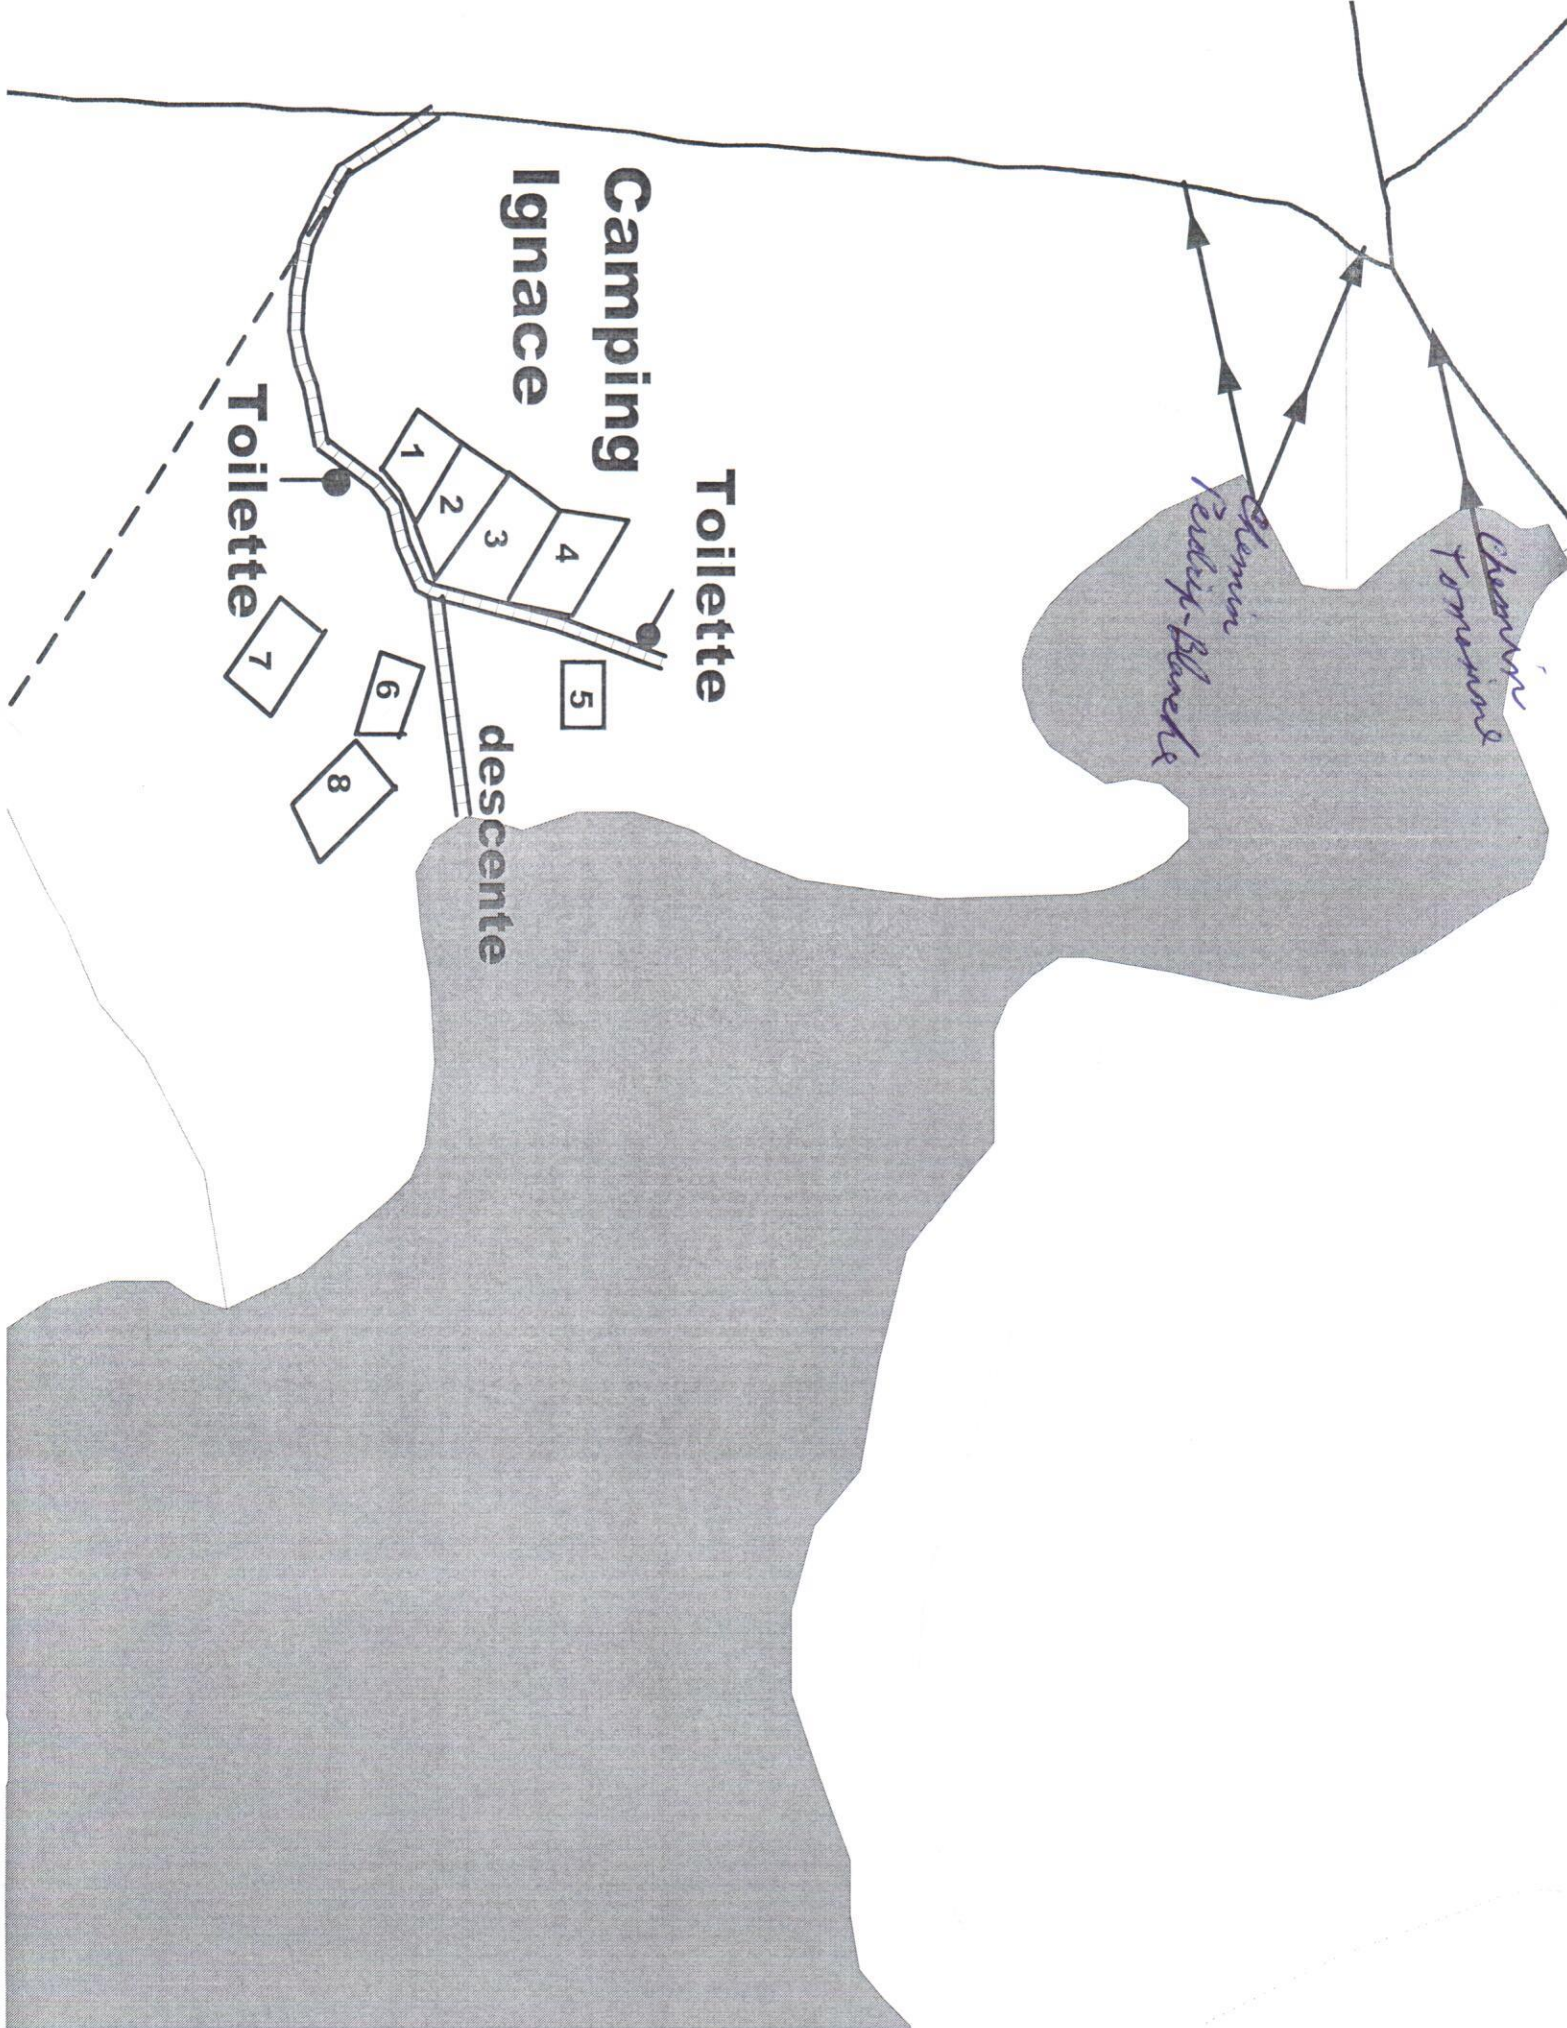 Chemin
Chemin
Perdrix-Blanche
Toilette
Camping
Ignace
4
3
2
1
5
descente
6
8
7
Toilette